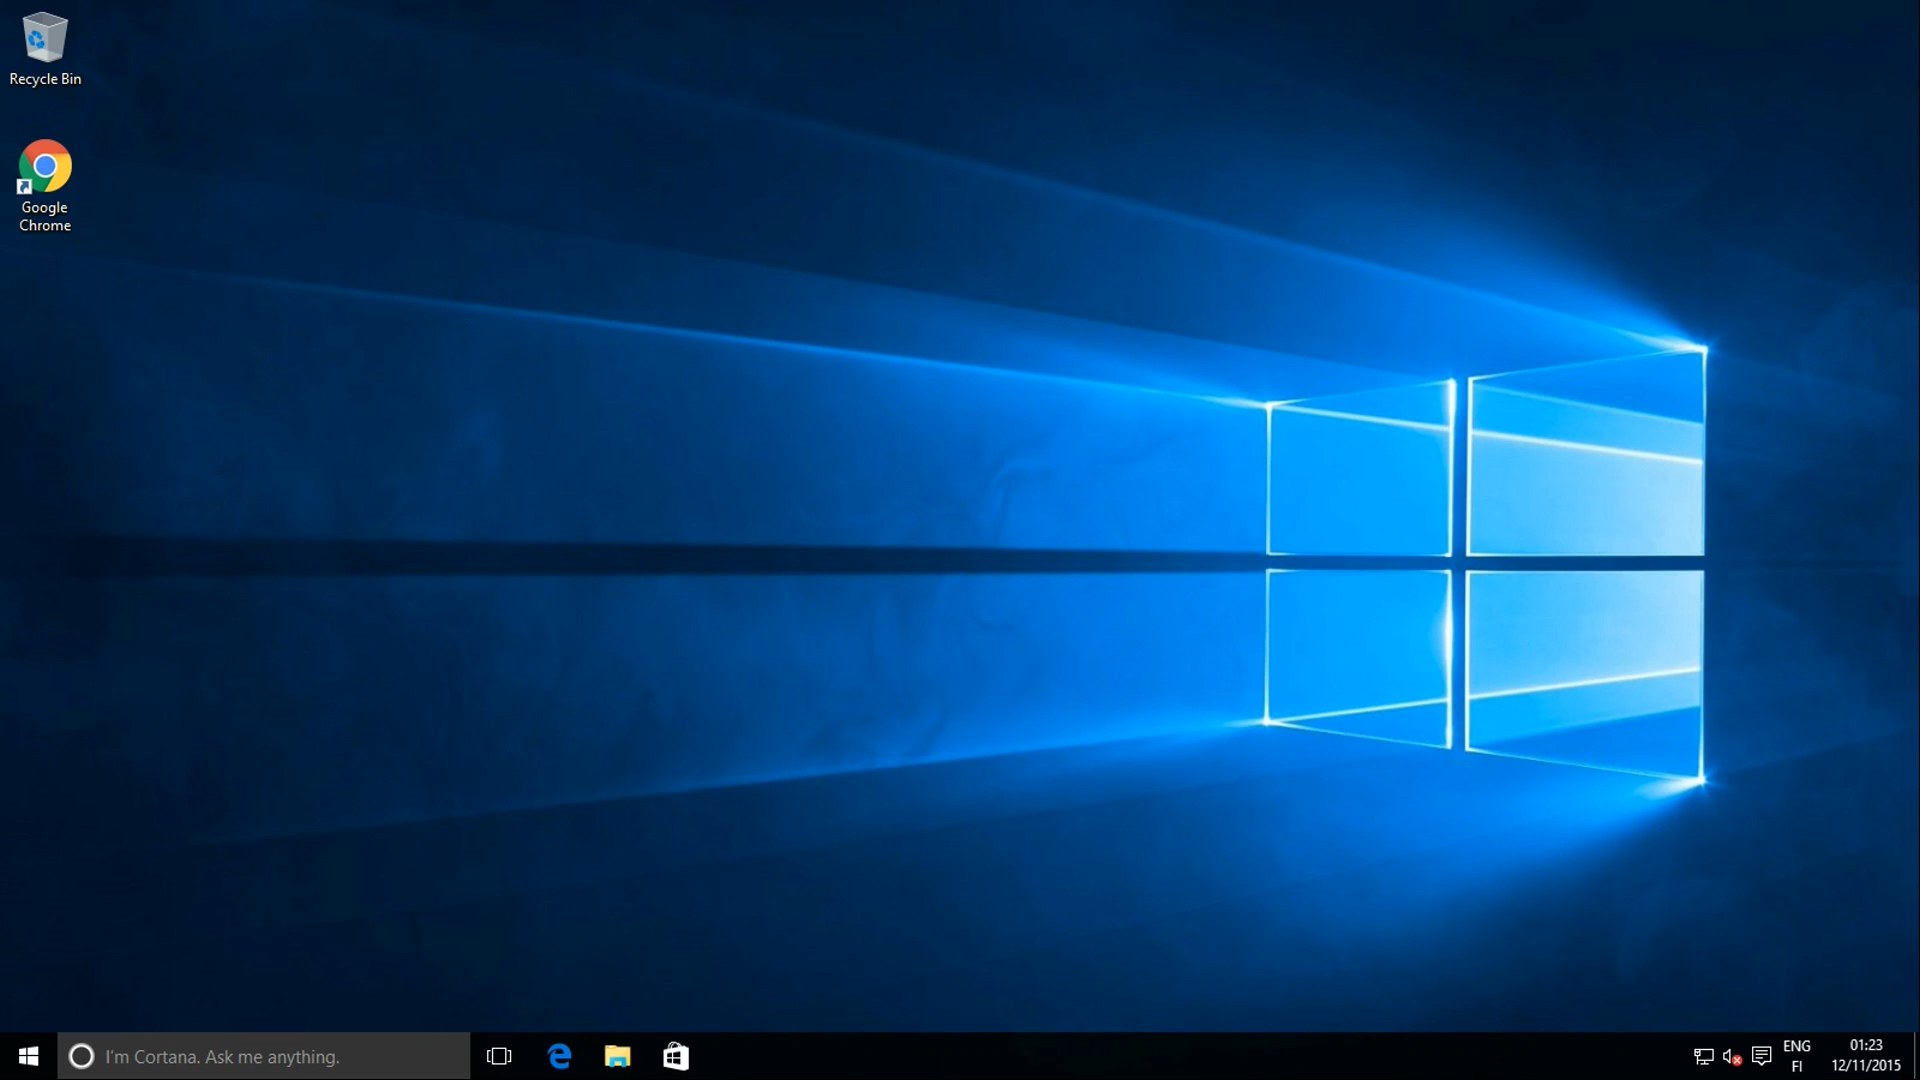 Recycle Bin
Google
Chrome
I'm Cortana. Ask me anything.
ENG
FI
01:23
12/11/2015